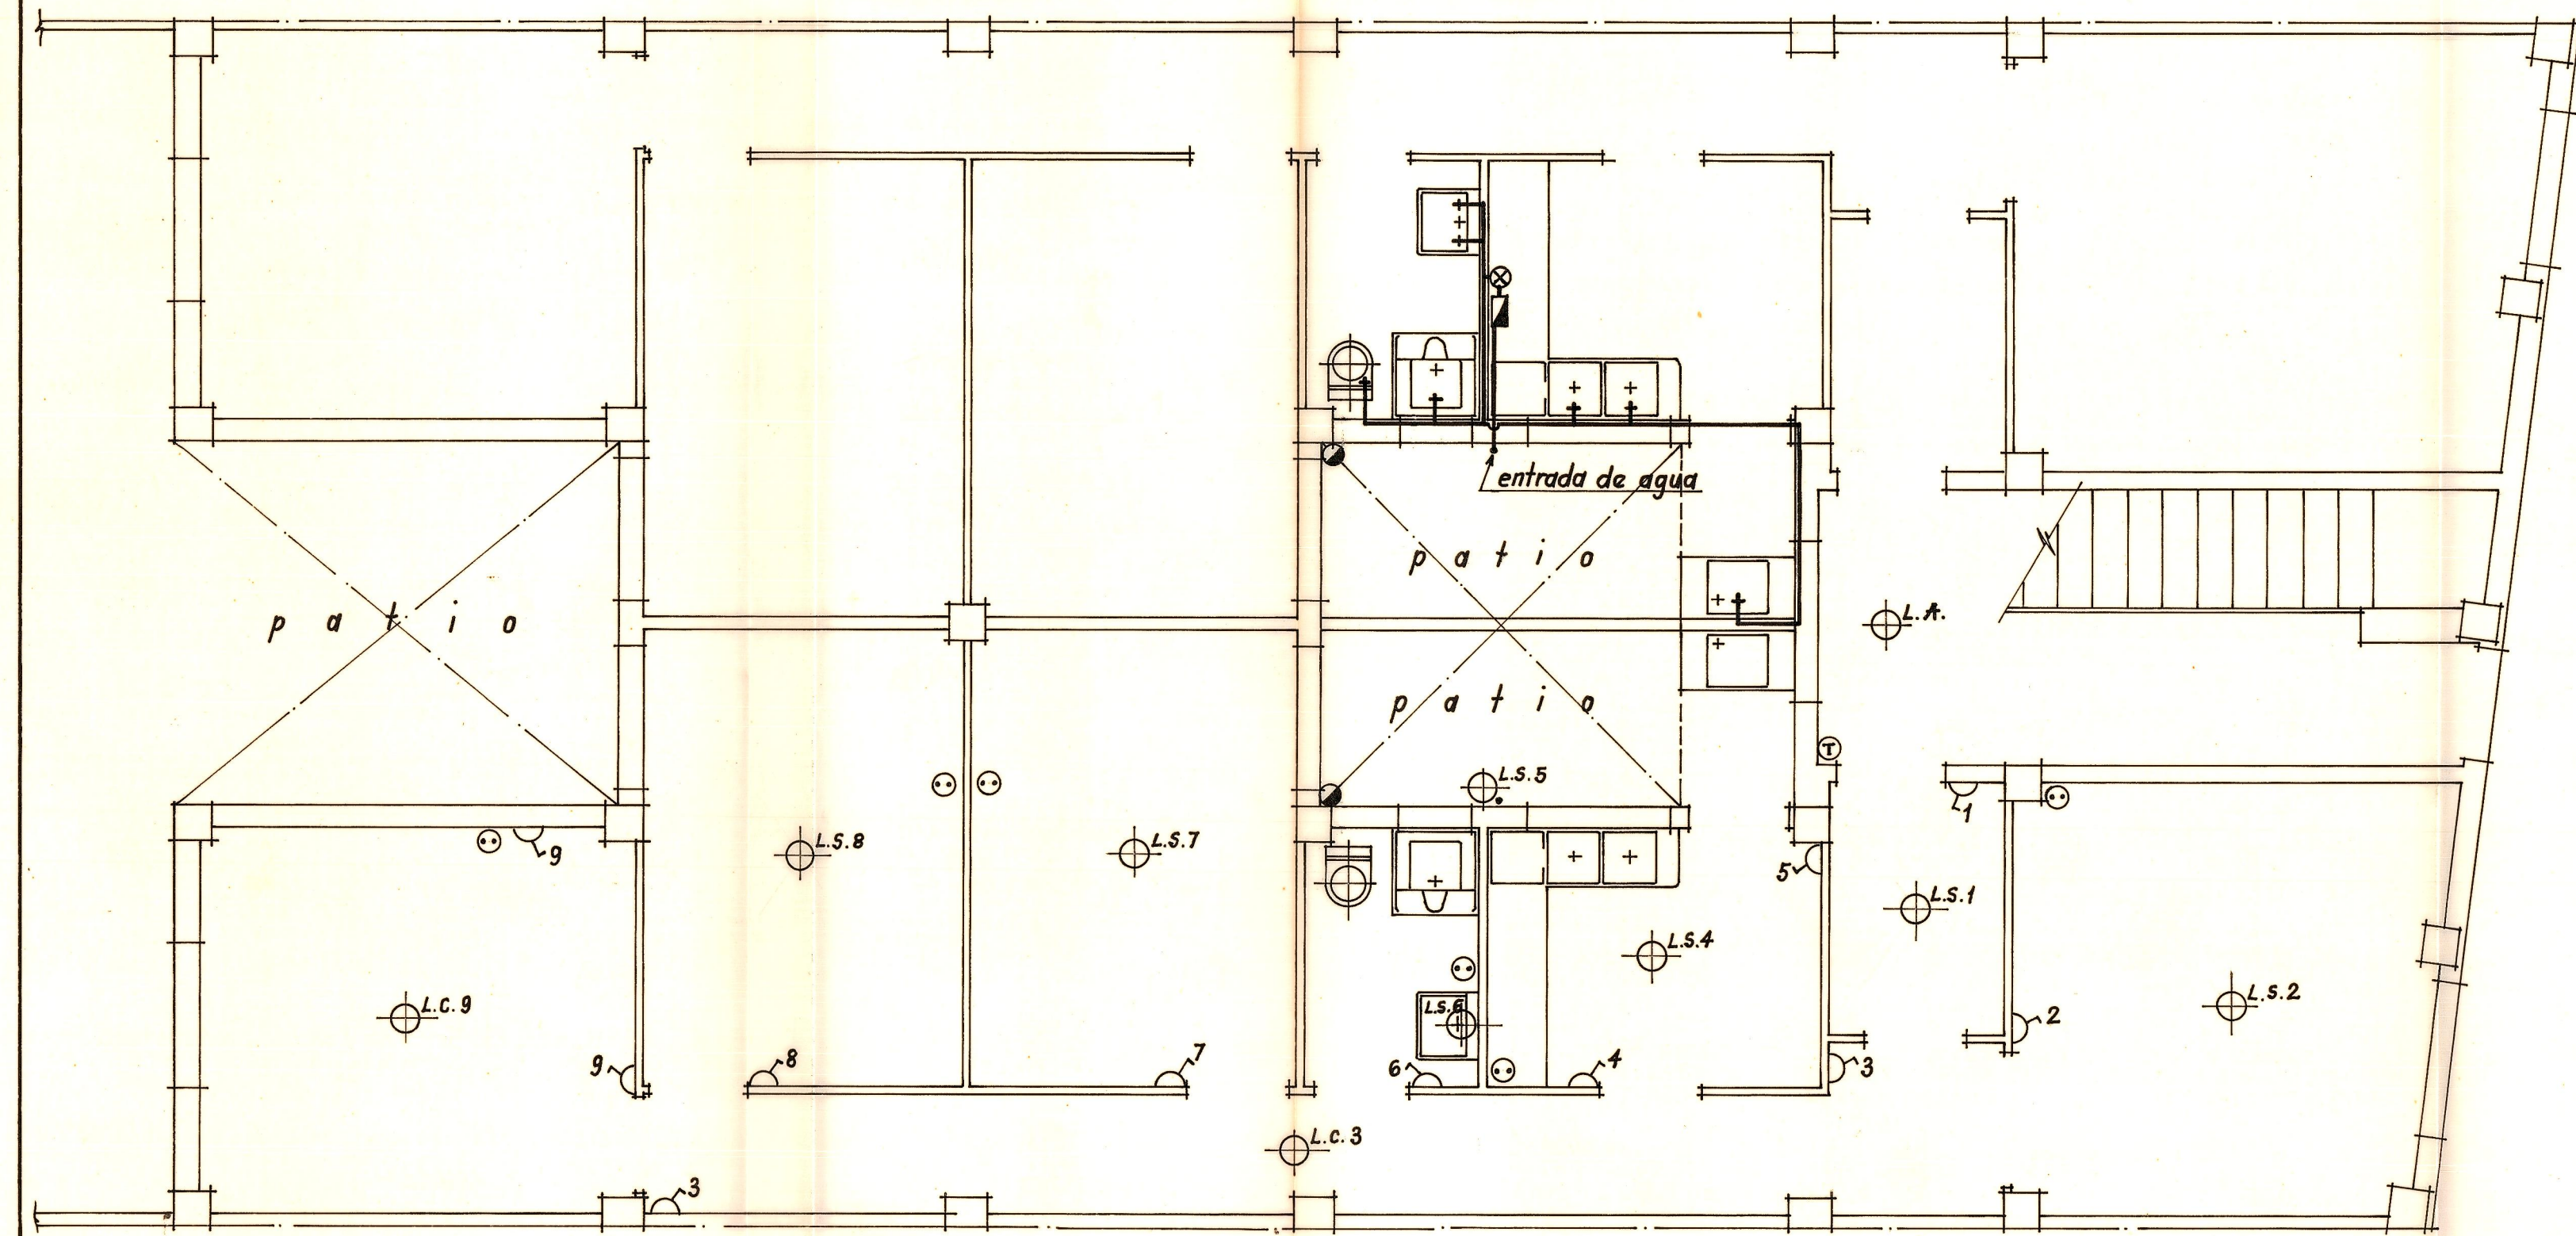 entrada de agua
p a t i o
L.A.
p a t i o
p a t i o
T
L.S.5
1
L.S.8
L.S.7
9
5
L.S.1
L.S.4
L.C.9
L.S.6
L.S.2
2
9
8
7
6
4
3
L.C.3
3